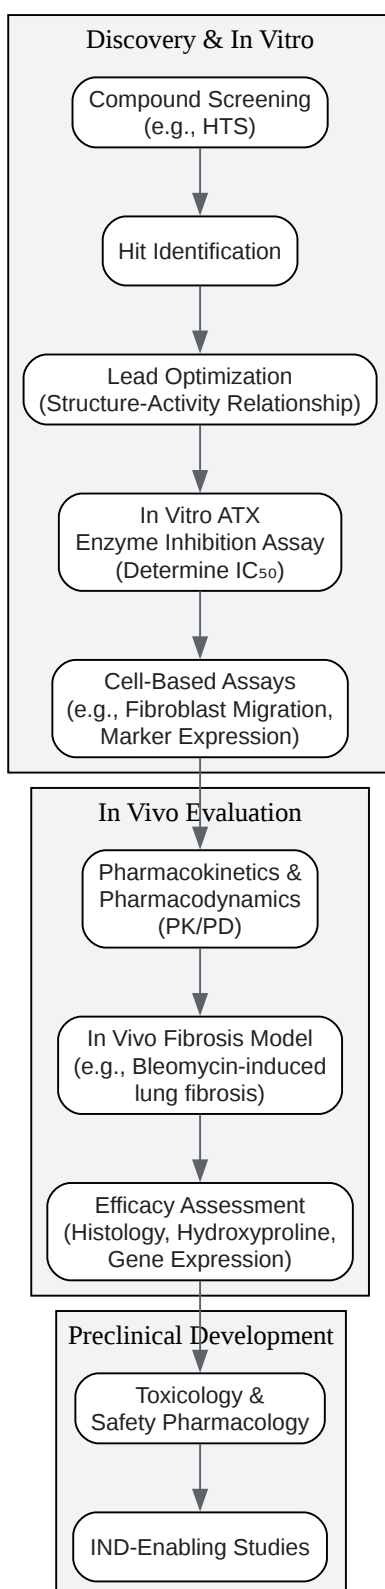 Discovery & In Vitro
Compound Screening
(e.g., HTS)
Hit Identification
Lead Optimization
(Structure-Activity Relationship)
In Vitro ATX
Enzyme Inhibition Assay
(Determine IC₅₀)
Cell-Based Assays
(e.g., Fibroblast Migration,
Marker Expression)
In Vivo Evaluation
Pharmacokinetics &
Pharmacodynamics
(PK/PD)
In Vivo Fibrosis Model
(e.g., Bleomycin-induced
lung fibrosis)
Efficacy Assessment
(Histology, Hydroxyproline,
Gene Expression)
Preclinical Development
Toxicology &
Safety Pharmacology
IND-Enabling Studies